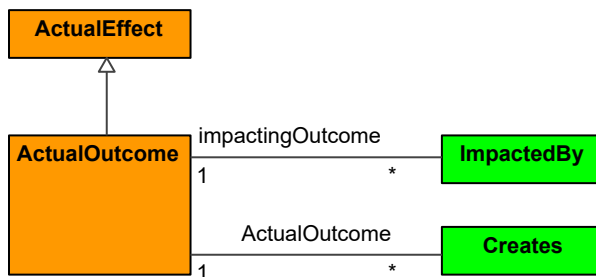 ActualEffect
impactingOutcome
ActualOutcome
ImpactedBy
1
*
ActualOutcome
Creates
1
*